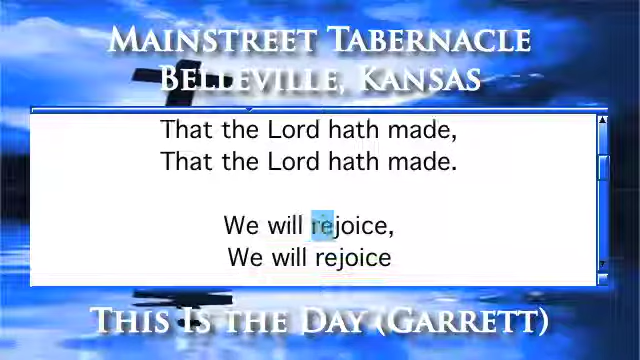 MAINSTREET TABERNACLE
BELLEVILLE, KANSAS
That the Lord hath made,
That the Lord hath made.
We will rejoice,
We will rejoice
THIS IS THE DAY (GARRETT)